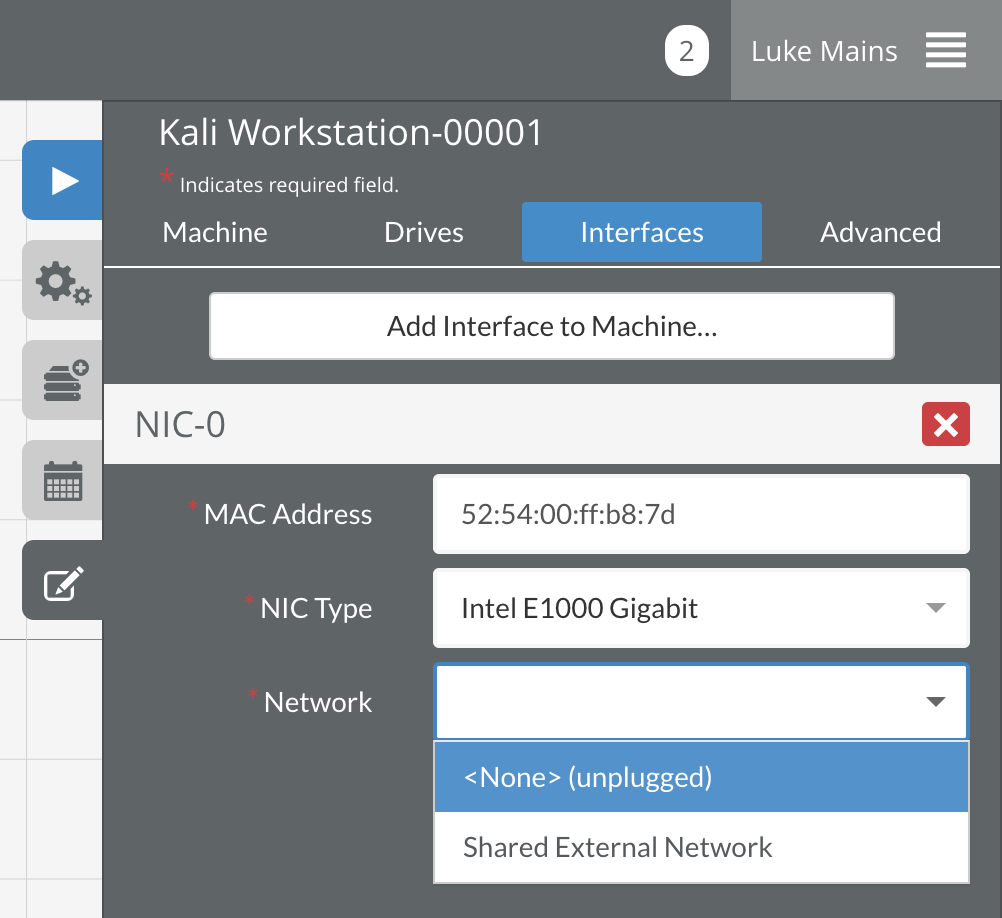 2
Luke Mains
Kali Workstation-00001
* Indicates required field.
Machine Drives Interfaces Advanced
Add Interface to Machine...
NIC-0
* MAC Address 52:54:00:ff:b8:7d
* NIC Type Intel E1000 Gigabit
* Network
<None> (unplugged)
Shared External Network